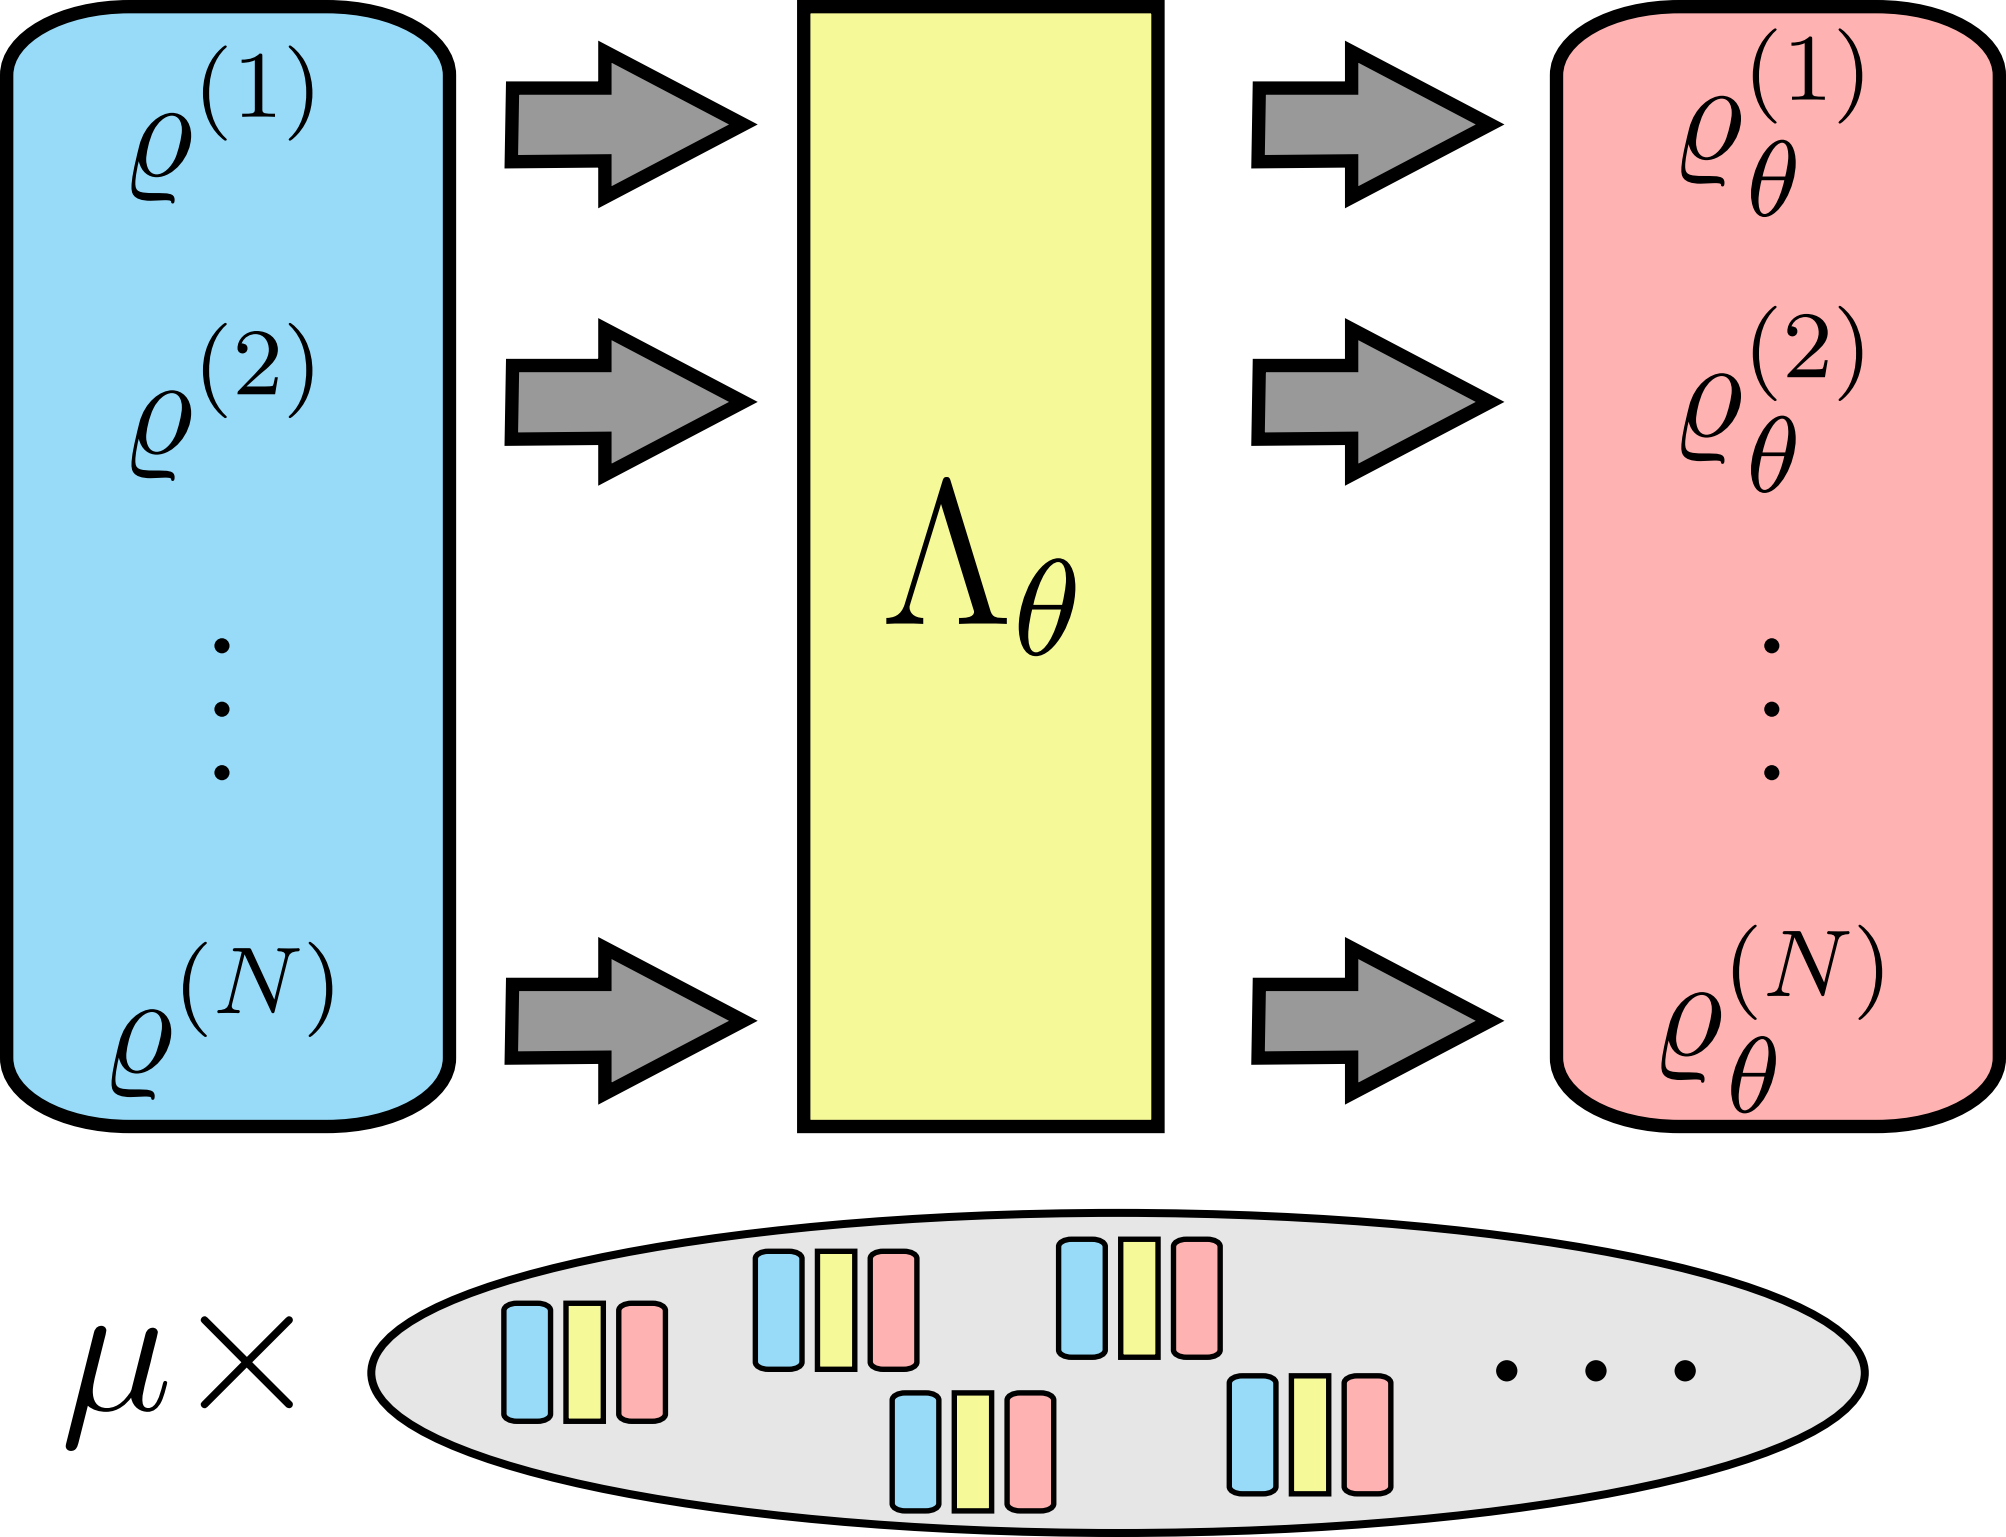 ϱ^(1) ϱ_θ^(1)
ϱ^(2) ϱ_θ^(2)
Λ_θ
⋮ ⋮
ϱ^(N) ϱ_θ^(N)
μ× ···